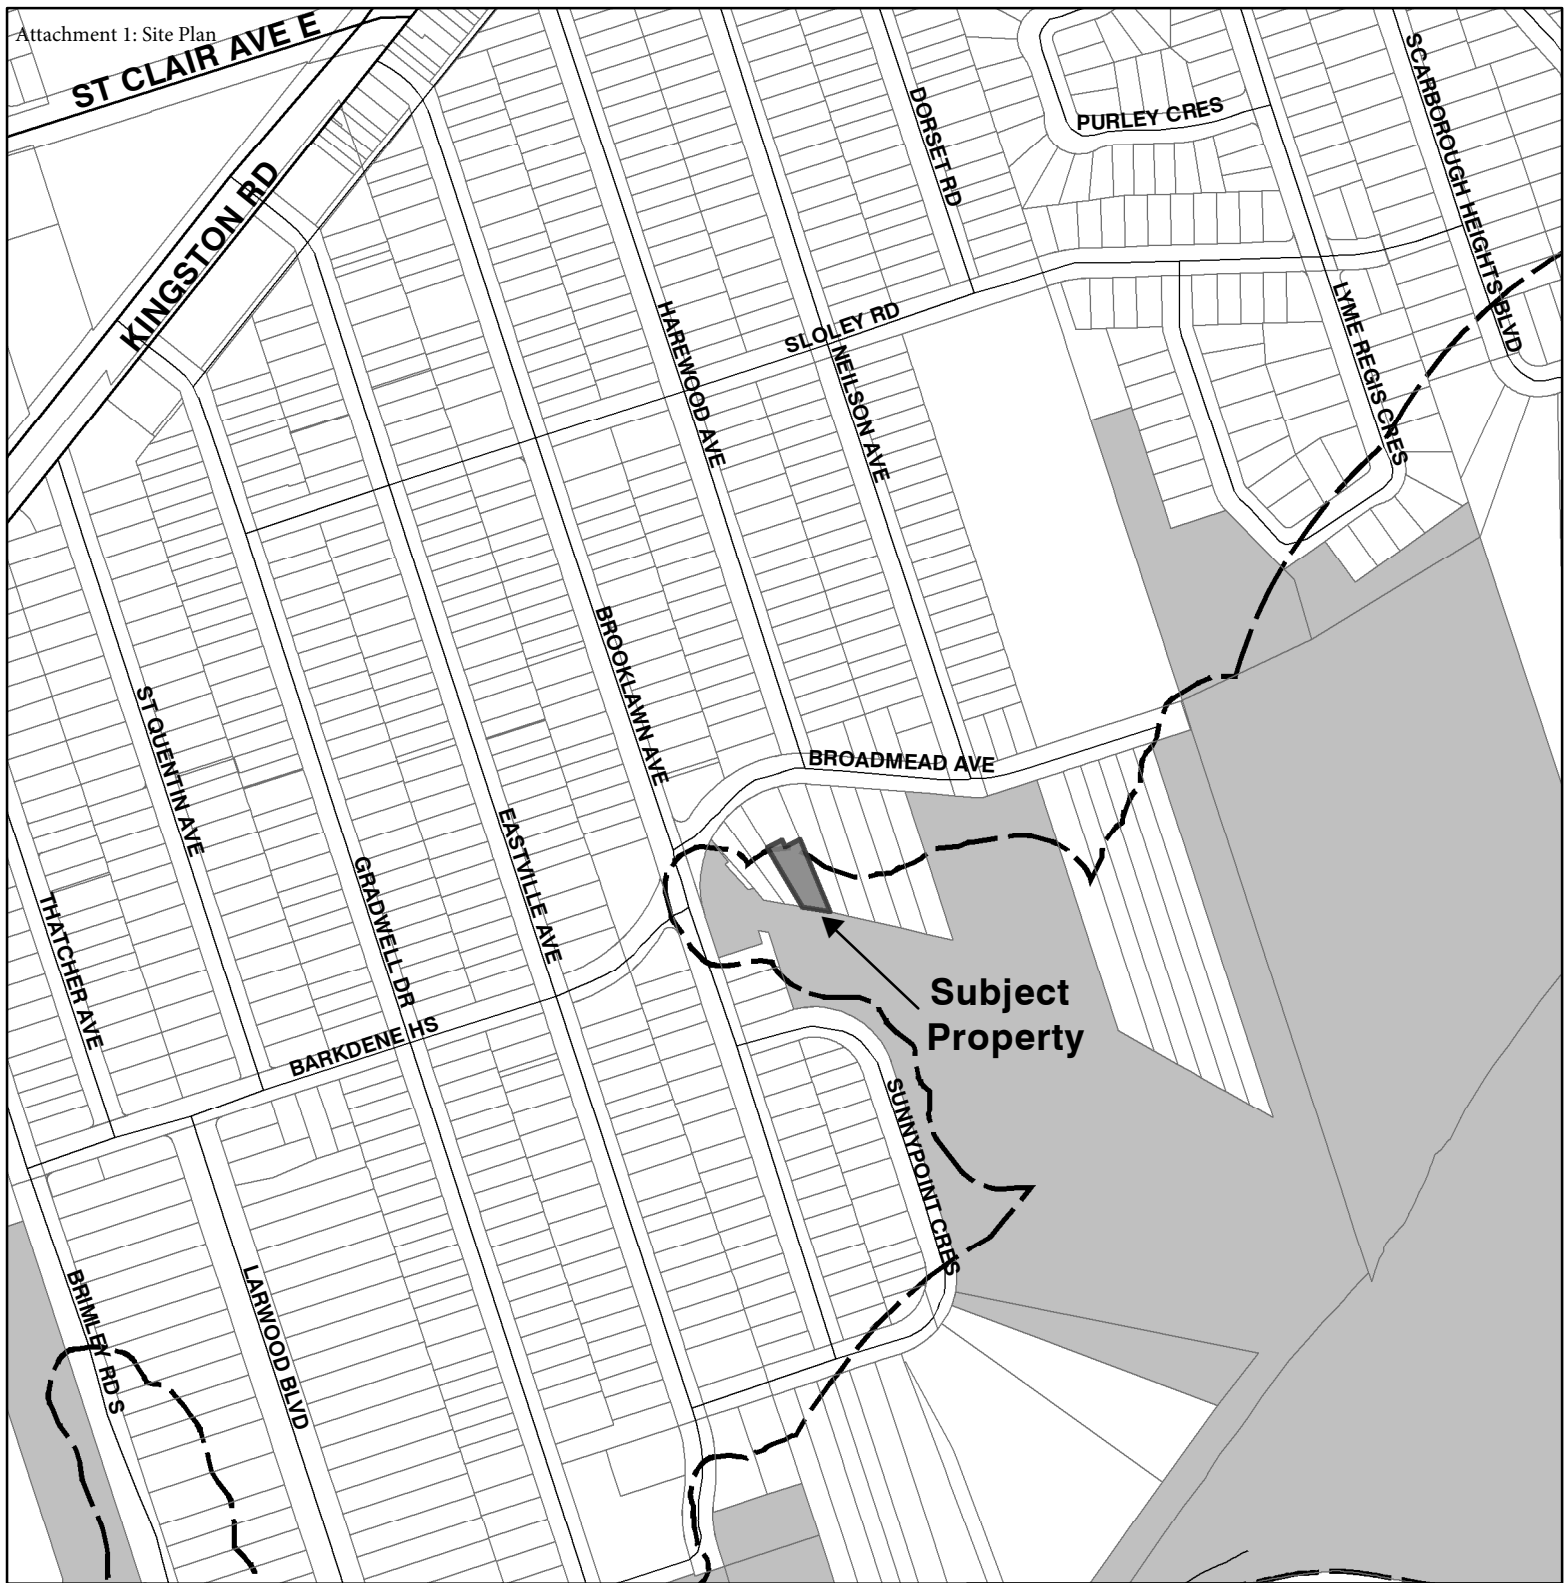 Attachment 1: Site Plan
ST CLAIR AVE E
KINGSTON RD
DORSET RD
PURLEY CRES
SCARBOROUGH HEIGHTS BLVD
HAREWOOD AVE
SLOLEY RD
NEILSON AVE
LYME REGIS CRES
BROOKLAWN AVE
ST QUENTIN AVE
BROADMEAD AVE
EASTVILLE AVE
GRADWELL DR
THATCHER AVE
BARKDENE HS
Subject
Property
SUNNYPOINT CRES
BRIMLEY RD S
LARWOOD BLVD